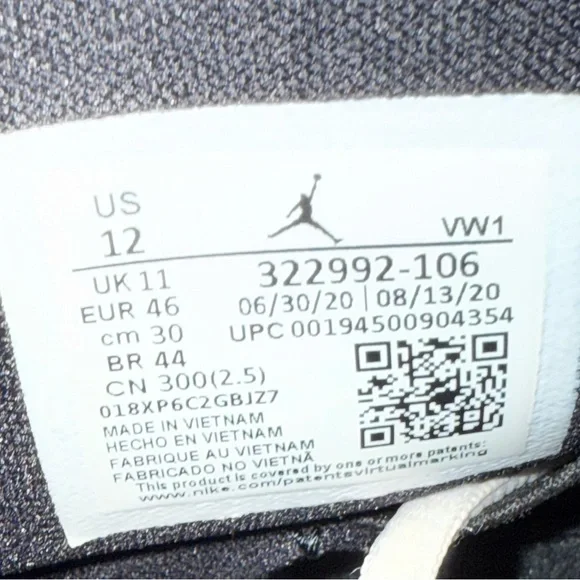 US
12
VW1
UK 11
322992-106
EUR 46
06/30/20 | 08/13/20
cm 30
UPC 00194500904354
BR 44
CN 300(2.5)
018XP6C2GBJZ7
MADE IN VIETNAM
HECHO EN VIETNAM
FABRIQUE AU VIETNAM
FABRICADO NO VIETNÃ
This product is covered by one or more patents:
www.nike.com/patentsvirtualmarking